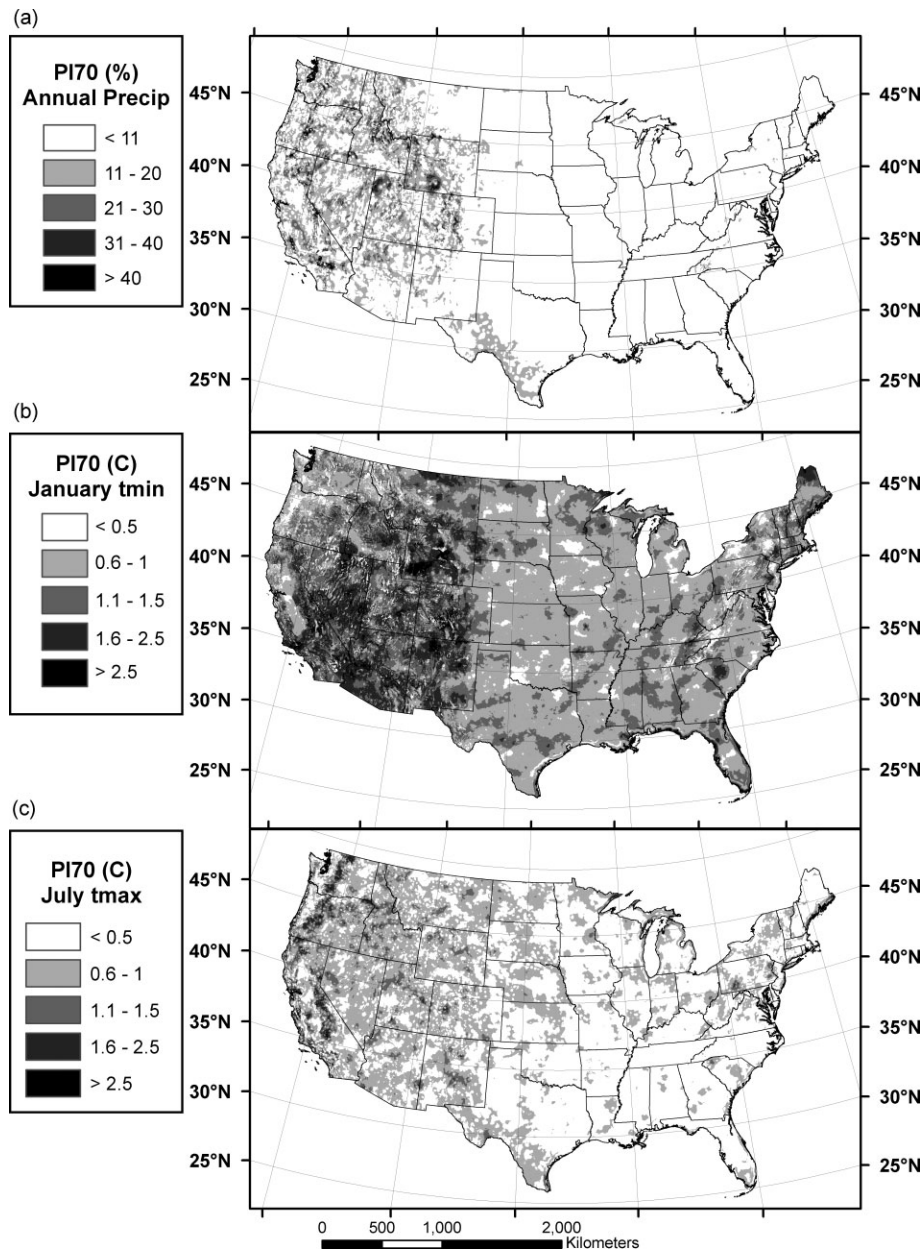 (a)
PI70 (%)
Annual Precip
< 11
11 - 20
21 - 30
31 - 40
> 40
45°N
40°N
35°N
30°N
25°N
45°N
40°N
35°N
30°N
25°N
(b)
PI70 (C)
January tmin
< 0.5
0.6 - 1
1.1 - 1.5
1.6 - 2.5
> 2.5
45°N
40°N
35°N
30°N
25°N
45°N
40°N
35°N
30°N
25°N
(c)
PI70 (C)
July tmax
< 0.5
0.6 - 1
1.1 - 1.5
1.6 - 2.5
> 2.5
45°N
40°N
35°N
30°N
25°N
45°N
40°N
35°N
30°N
25°N
0 500 1,000 2,000
Kilometers